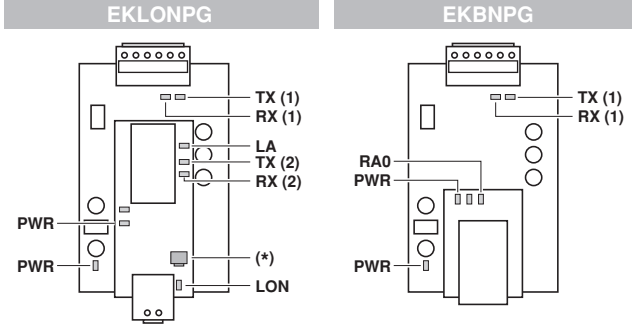 EKLONPG
TX (1)
RX (1)
LA
TX (2)
RX (2)
PWR
PWR
(*)
LON
EKBNPG
TX (1)
RX (1)
RA0
PWR
PWR